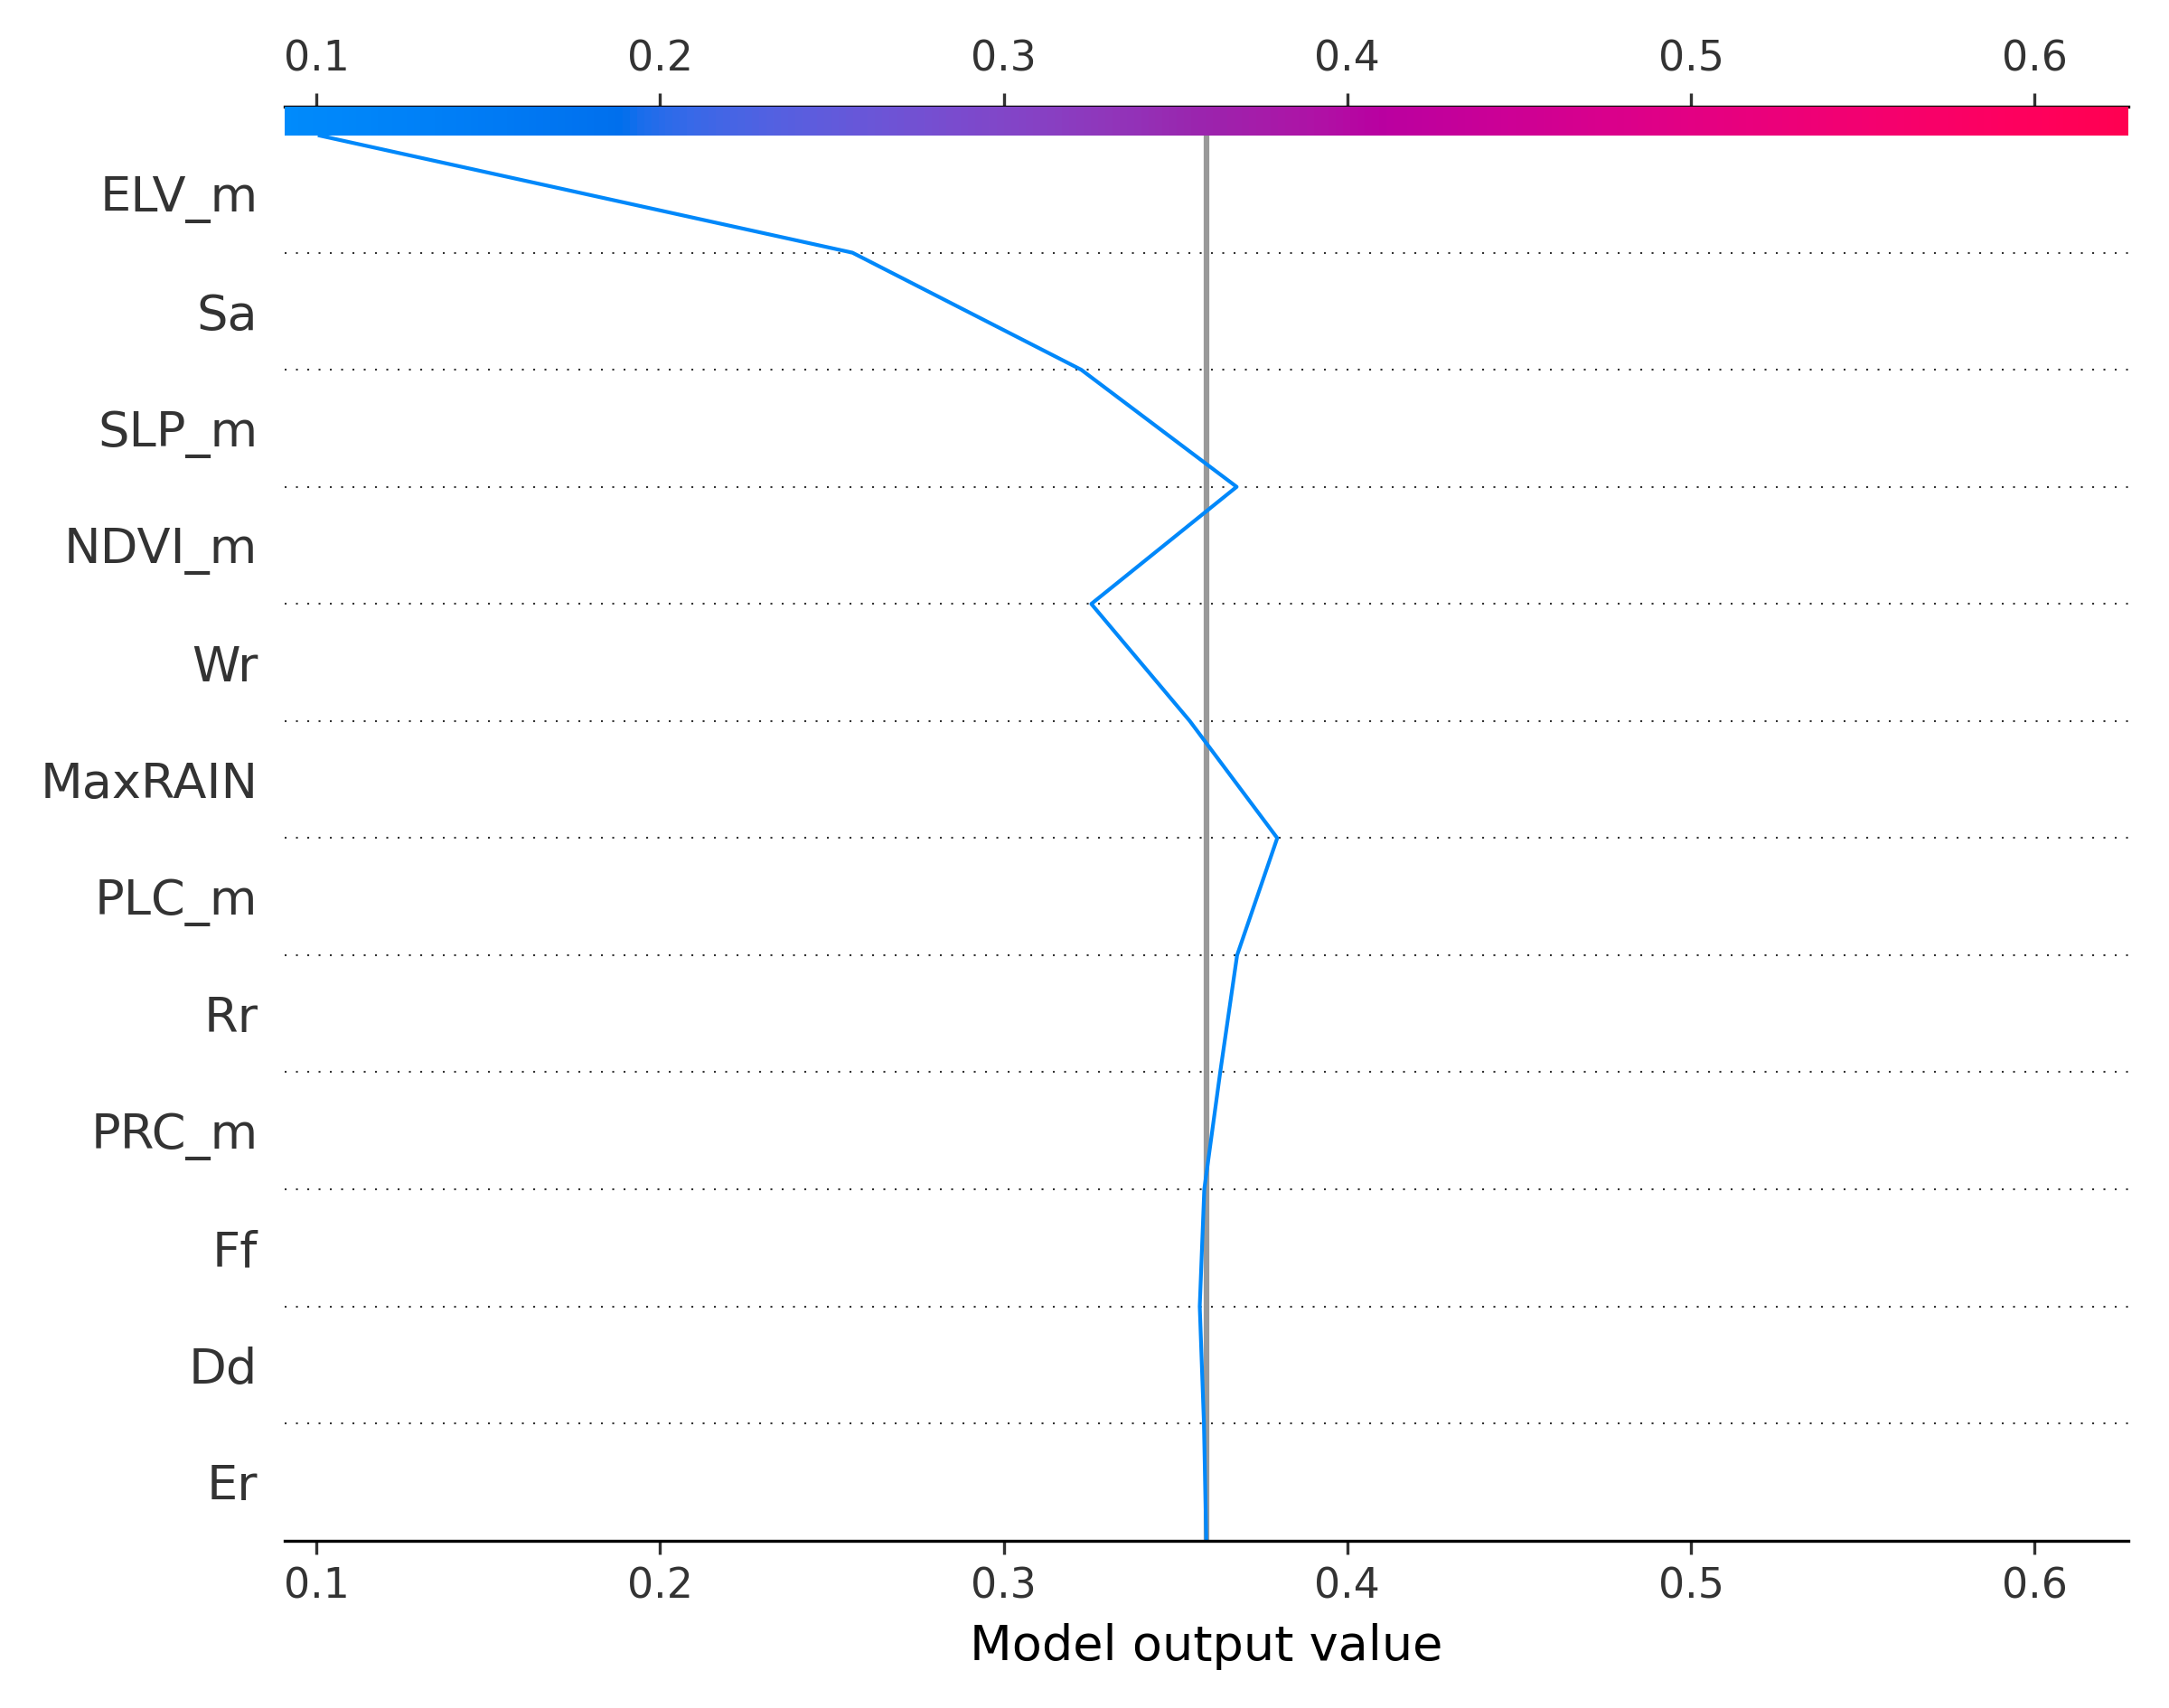 0.1 0.2 0.3 0.4 0.5 0.6
ELV_m
Sa
SLP_m
NDVI_m
Wr
MaxRAIN
PLC_m
Rr
PRC_m
Ff
Dd
Er
0.1 0.2 0.3 0.4 0.5 0.6
Model output value